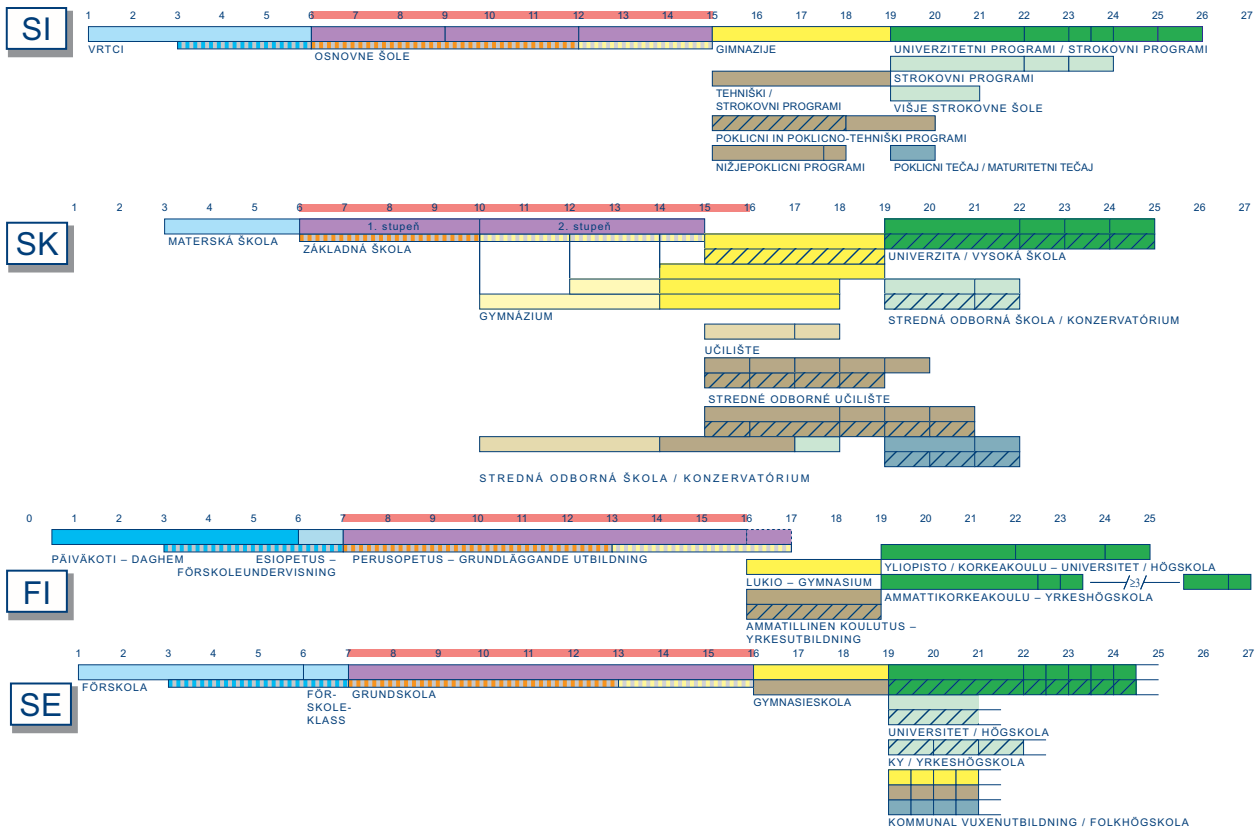 SI
1 2 3 4 5 6 7 8 9 10 11 12 13 14 15 16 17 18 19 20 21 22 23 24 25 26 27
VRTCI
OSNOVNE ŠOLE
GIMNAZIJE
UNIVERZITETNI PROGRAMI / STROKOVNI PROGRAMI
STROKOVNI PROGRAMI
TEHNIŠKI /
STROKOVNI PROGRAMI
VIŠJE STROKOVNE ŠOLE
POKLICNI IN POKLICNO-TEHNIŠKI PROGRAMI
NIŽJEPOKLICNI PROGRAMI
POKLICNI TEČAJ / MATURITETNI TEČAJ
SK
1 2 3 4 5 6 7 8 9 10 11 12 13 14 15 16 17 18 19 20 21 22 23 24 25 26 27
1. stupeň
2. stupeň
MATERSKÁ ŠKOLA
ZÁKLADNÁ ŠKOLA
UNIVERZITA / VYSOKÁ ŠKOLA
GYMNÁZIUM
STREDNÁ ODBORNÁ ŠKOLA / KONZERVATÓRIUM
UČILIŠTE
STREDNÉ ODBORNÉ UČILIŠTE
STREDNÁ ODBORNÁ ŠKOLA / KONZERVATÓRIUM
FI
0 1 2 3 4 5 6 7 8 9 10 11 12 13 14 15 16 17 18 19 20 21 22 23 24 25
PÄIVÄKOTI – DAGHEM
ESIOPETUS –
FÖRSKOLEUNDERVISNING
PERUSOPETUS – GRUNDLÄGGANDE UTBILDNING
YLIOPISTO / KORKEAKOULU – UNIVERSITET / HÖGSKOLA
LUKIO – GYMNASIUM
≥3
AMMATTIKORKEAKOULU – YRKESHÖGSKOLA
AMMATILLINEN KOULUTUS –
YRKESUTBILDNING
SE
1 2 3 4 5 6 7 8 9 10 11 12 13 14 15 16 17 18 19 20 21 22 23 24 25 26 27
FÖRSKOLA
FÖR-
SKOLE-
KLASS
GRUNDSKOLA
GYMNASIESKOLA
UNIVERSITET / HÖGSKOLA
KY / YRKESHÖGSKOLA
KOMMUNAL VUXENUTBILDNING / FOLKHÖGSKOLA